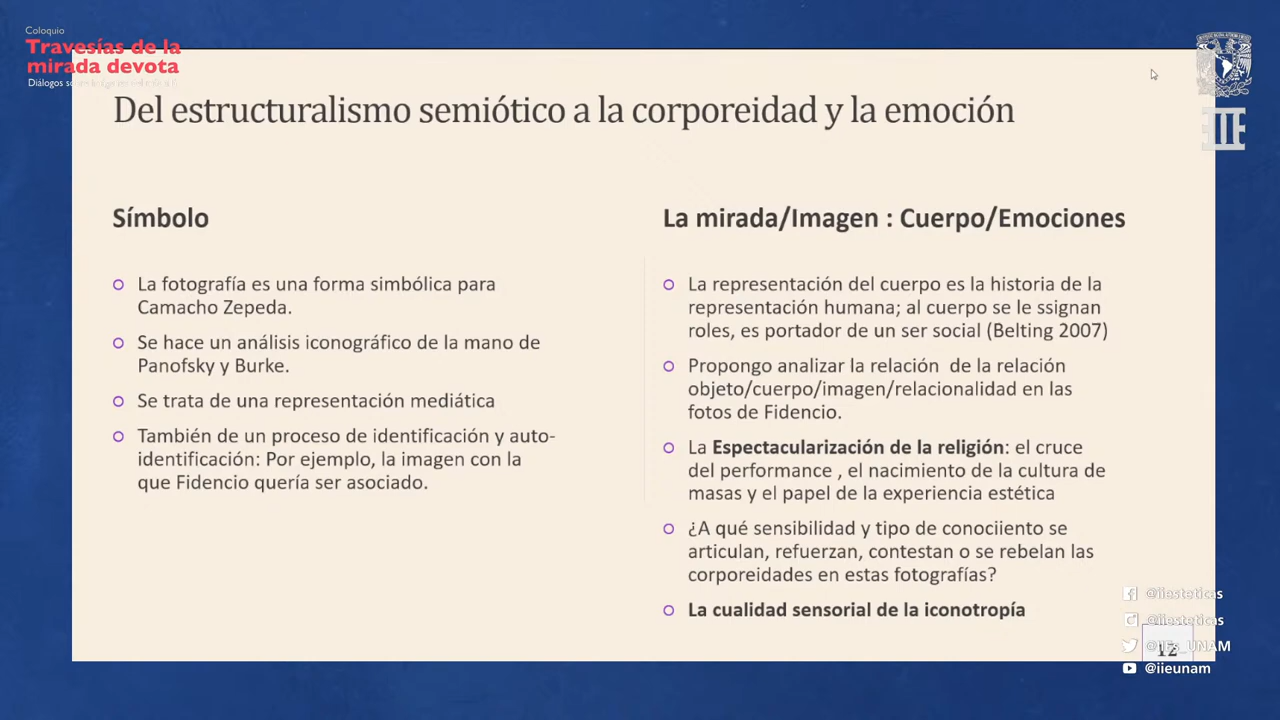 Coloquio
Travesías de la
mirada devota
Del estructuralismo semiótico a la corporeidad y la emoción
Símbolo
La fotografía es una forma simbólica para
Camacho Zepeda.
Se hace un análisis iconográfico de la mano de
Panofsky y Burke.
Se trata de una representación mediática
También de un proceso de identificación y auto-
identificación: Por ejemplo, la imagen con la
que Fidencio quería ser asociado.
La mirada/Imagen : Cuerpo/Emociones
La representación del cuerpo es la historia de la
representación humana; al cuerpo se le ssignan
roles, es portador de un ser social (Belting 2007)
Propongo analizar la relación  de la relación
objeto/cuerpo/imagen/relacionalidad en las
fotos de Fidencio.
La Espectacularización de la religión: el cruce
del performance , el nacimiento de la cultura de
masas y el papel de la experiencia estética
¿A qué sensibilidad y tipo de conociiento se
articulan, refuerzan, contestan o se rebelan las
corporeidades en estas fotografías?
La cualidad sensorial de la iconotropía
@iiesteticas
@iiesteticas
@IIEs_UNAM
12
@iieunam